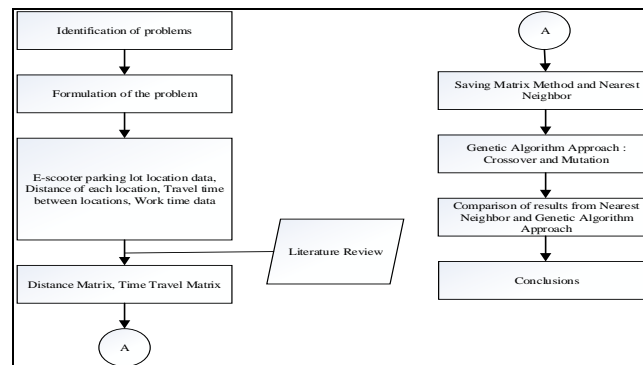 Identification of problems
Formulation of the problem
E-scooter parking lot location data,
Distance of each location, Travel time
between locations, Work time data
Literature Review
Distance Matrix, Time Travel Matrix
A
A
Saving Matrix Method and Nearest
Neighbor
Genetic Algorithm Approach :
Crossover and Mutation
Comparison of results from Nearest
Neighbor and Genetic Algorithm
Approach
Conclusions